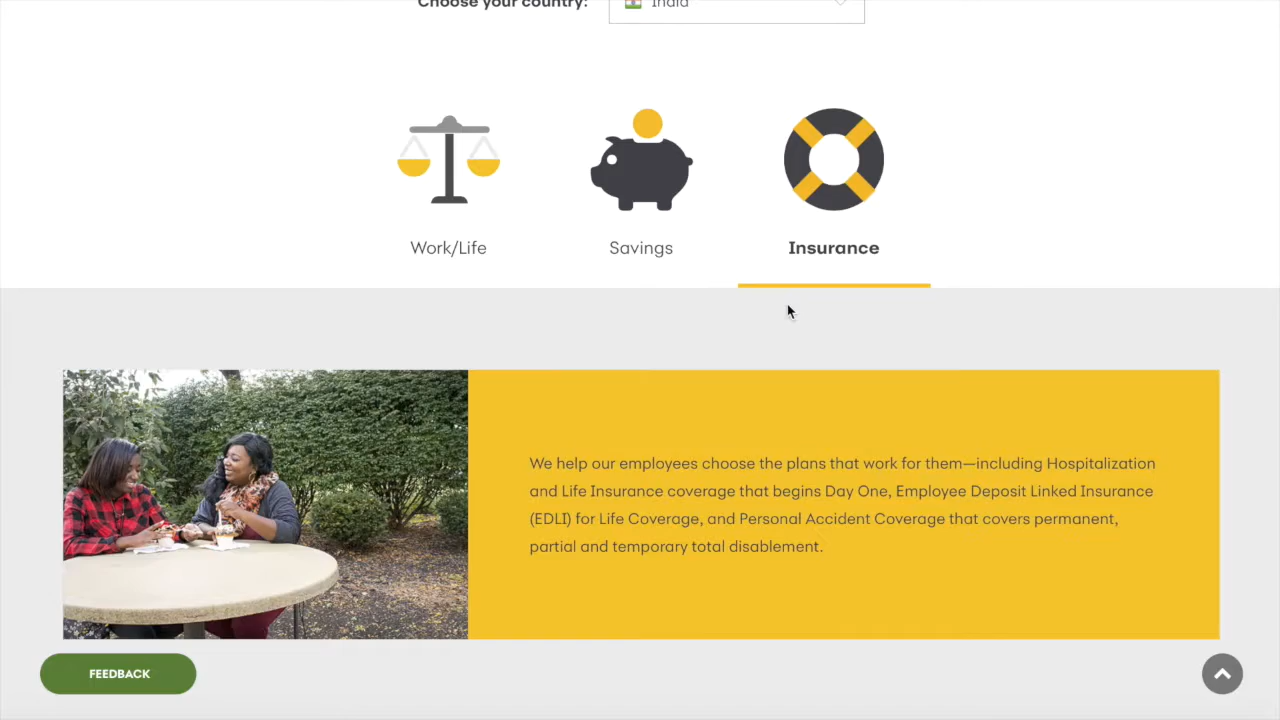 Choose your country: India
Work/Life Savings Insurance
We help our employees choose the plans that work for them—including Hospitalization
and Life Insurance coverage that begins Day One, Employee Deposit Linked Insurance
(EDLI) for Life Coverage, and Personal Accident Coverage that covers permanent,
partial and temporary total disablement.
FEEDBACK